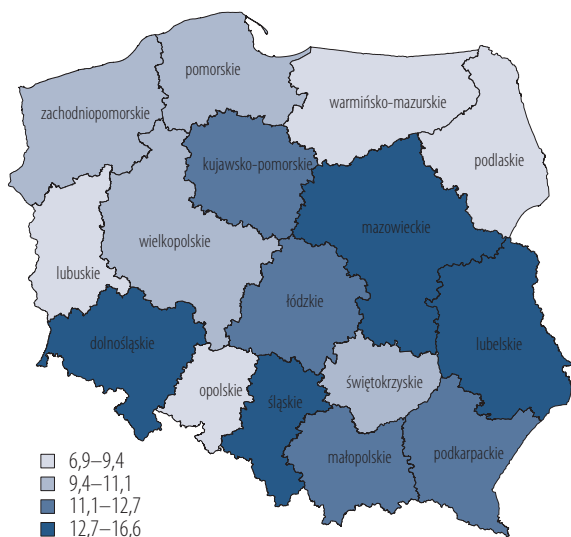 pomorskie
warmińsko-mazurskie
zachodniopomorskie
podlaskie
kujawsko-pomorskie
mazowieckie
wielkopolskie
lubuskie
łódzkie
dolnośląskie
lubelskie
opolskie
śląskie
świętokrzyskie
małopolskie
podkarpackie
6,9–9,4
9,4–11,1
11,1–12,7
12,7–16,6